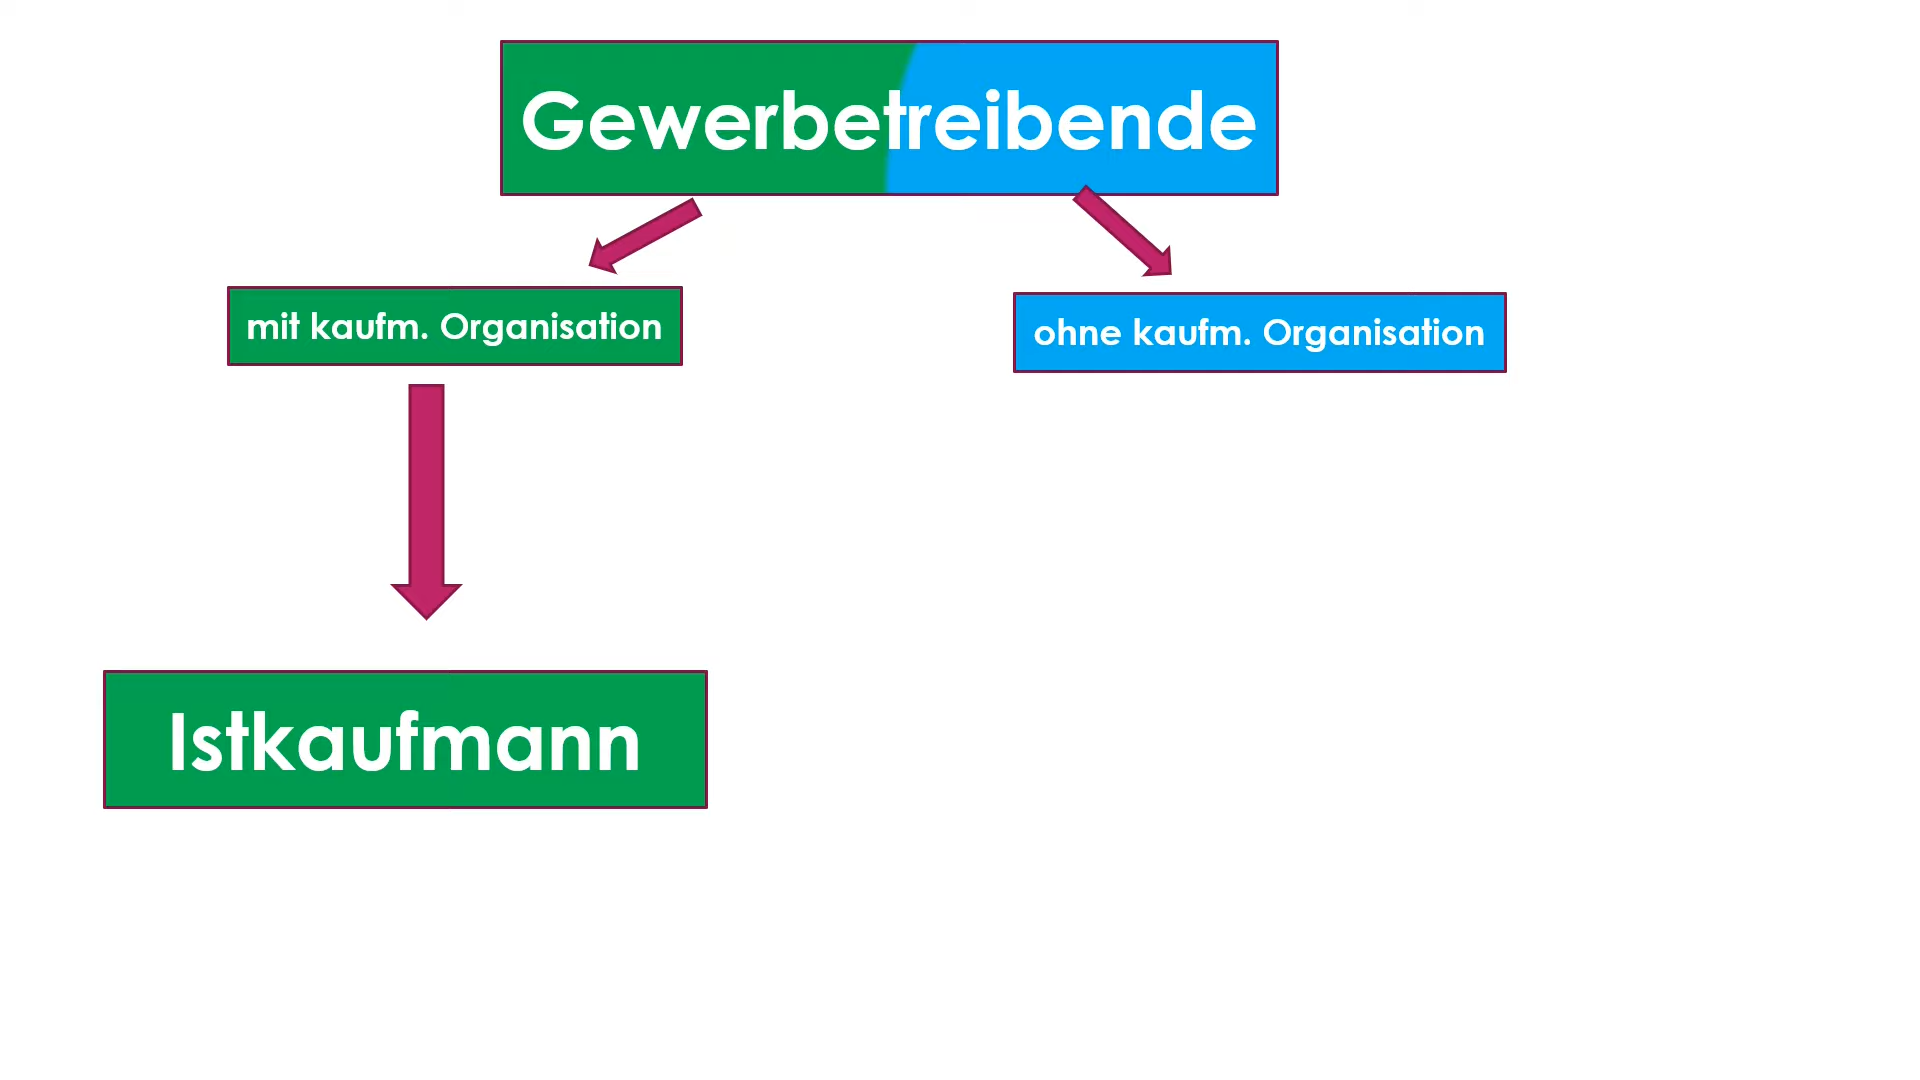 Gewerbetreibende
mit kaufm. Organisation
ohne kaufm. Organisation
Istkaufmann